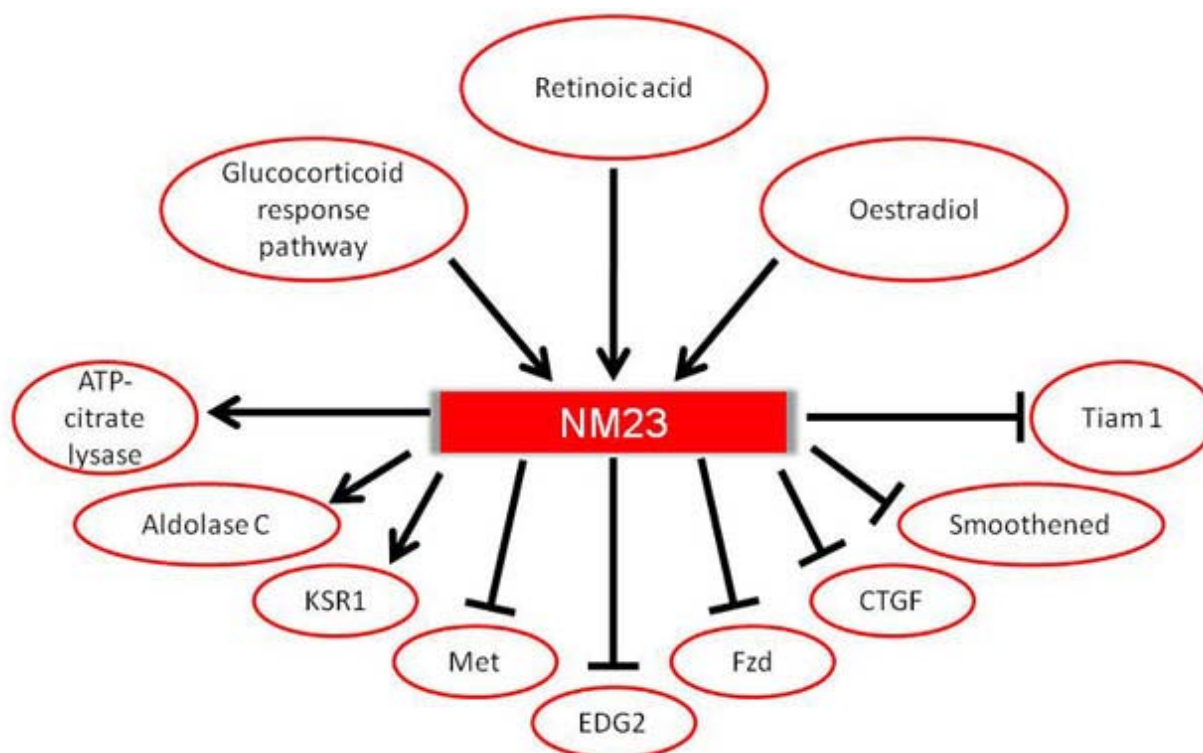 Retinoic acid
Glucocorticoid
response
pathway
Oestradiol
ATP-
citrate
lysase
NM23
Tiam 1
Aldolase C
Smoothened
KSR1
CTGF
Met
Fzd
EDG2